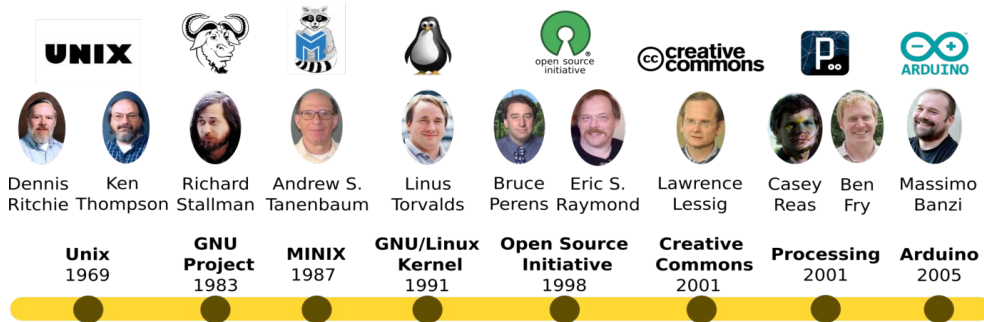 UNIX
M
open source
initiative
®
cc creative
commons
P
ARDUINO
Dennis
Ritchie
Ken
Thompson
Richard
Stallman
Andrew S.
Tanenbaum
Linus
Torvalds
Bruce
Perens
Eric S.
Raymond
Lawrence
Lessig
Casey
Reas
Ben
Fry
Massimo
Banzi
Unix
1969
GNU
Project
1983
MINIX
1987
GNU/Linux
Kernel
1991
Open Source
Initiative
1998
Creative
Commons
2001
Processing
2001
Arduino
2005